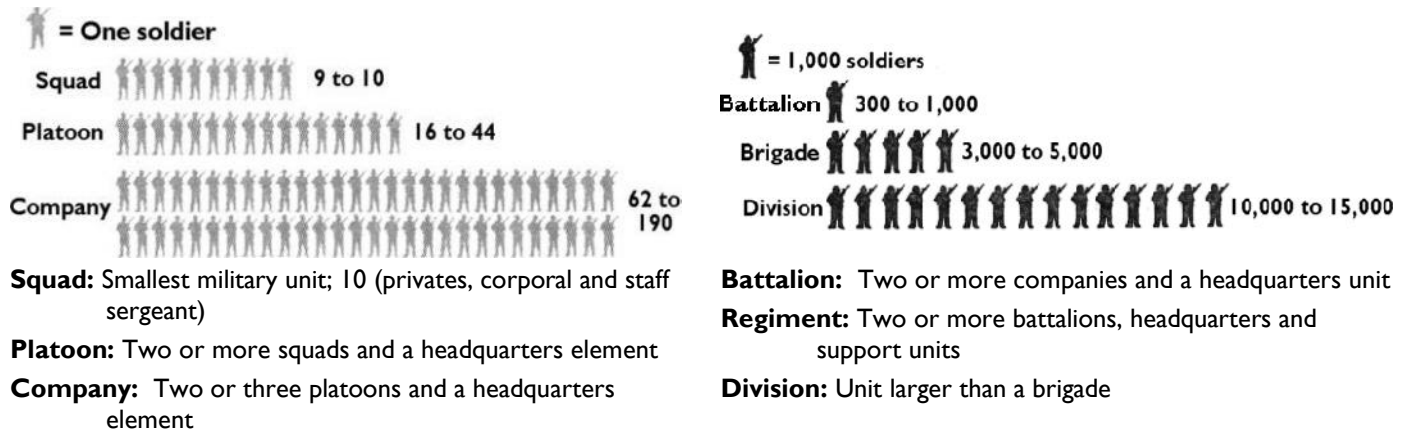 = One soldier
Squad 9 to 10
Platoon 16 to 44
Company 62 to
190
Squad: Smallest military unit; 10 (privates, corporal and staff
sergeant)
Platoon: Two or more squads and a headquarters element
Company: Two or three platoons and a headquarters
element
= 1,000 soldiers
Battalion 300 to 1,000
Brigade 3,000 to 5,000
Division 10,000 to 15,000
Battalion: Two or more companies and a headquarters unit
Regiment: Two or more battalions, headquarters and
support units
Division: Unit larger than a brigade